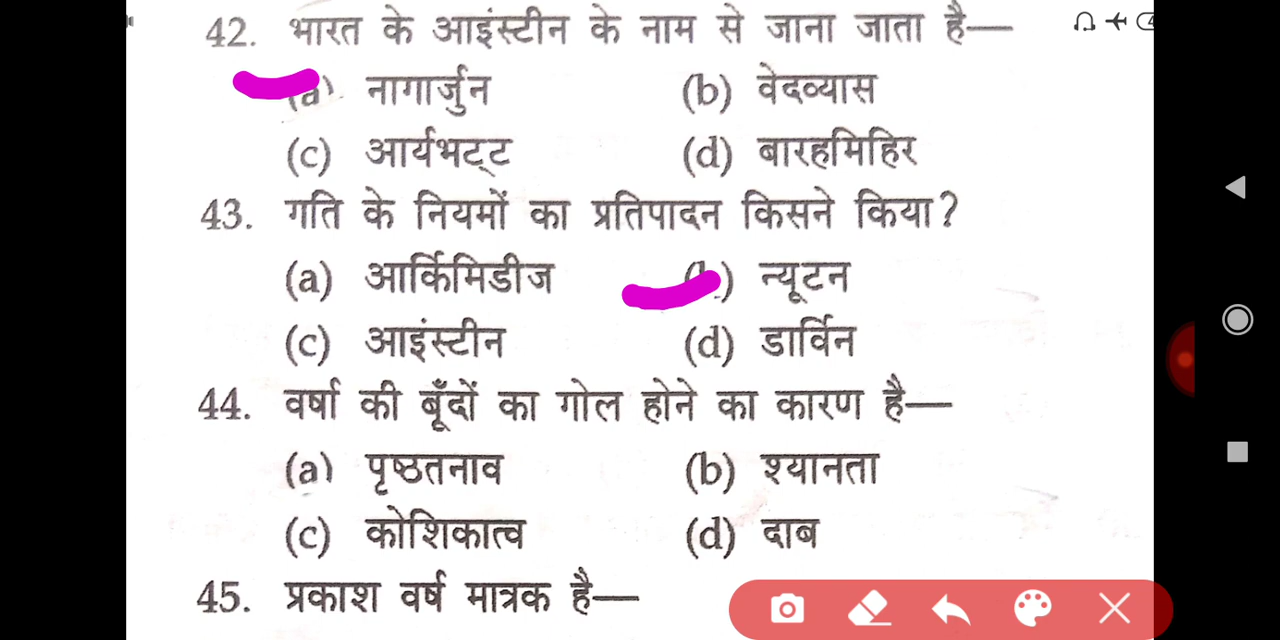 42. भारत के आइंस्टीन के नाम से जाना जाता है—
(a) नागार्जुन (b) वेदव्यास
(c) आर्यभट्ट (d) बारहमिहिर
43. गति के नियमों का प्रतिपादन किसने किया?
(a) आर्किमिडीज (b) न्यूटन
(c) आइंस्टीन (d) डार्विन
44. वर्षा की बूँदों का गोल होने का कारण है—
(a) पृष्ठतनाव (b) श्यानता
(c) कोशिकात्व (d) दाब
45. प्रकाश वर्ष मात्रक है—